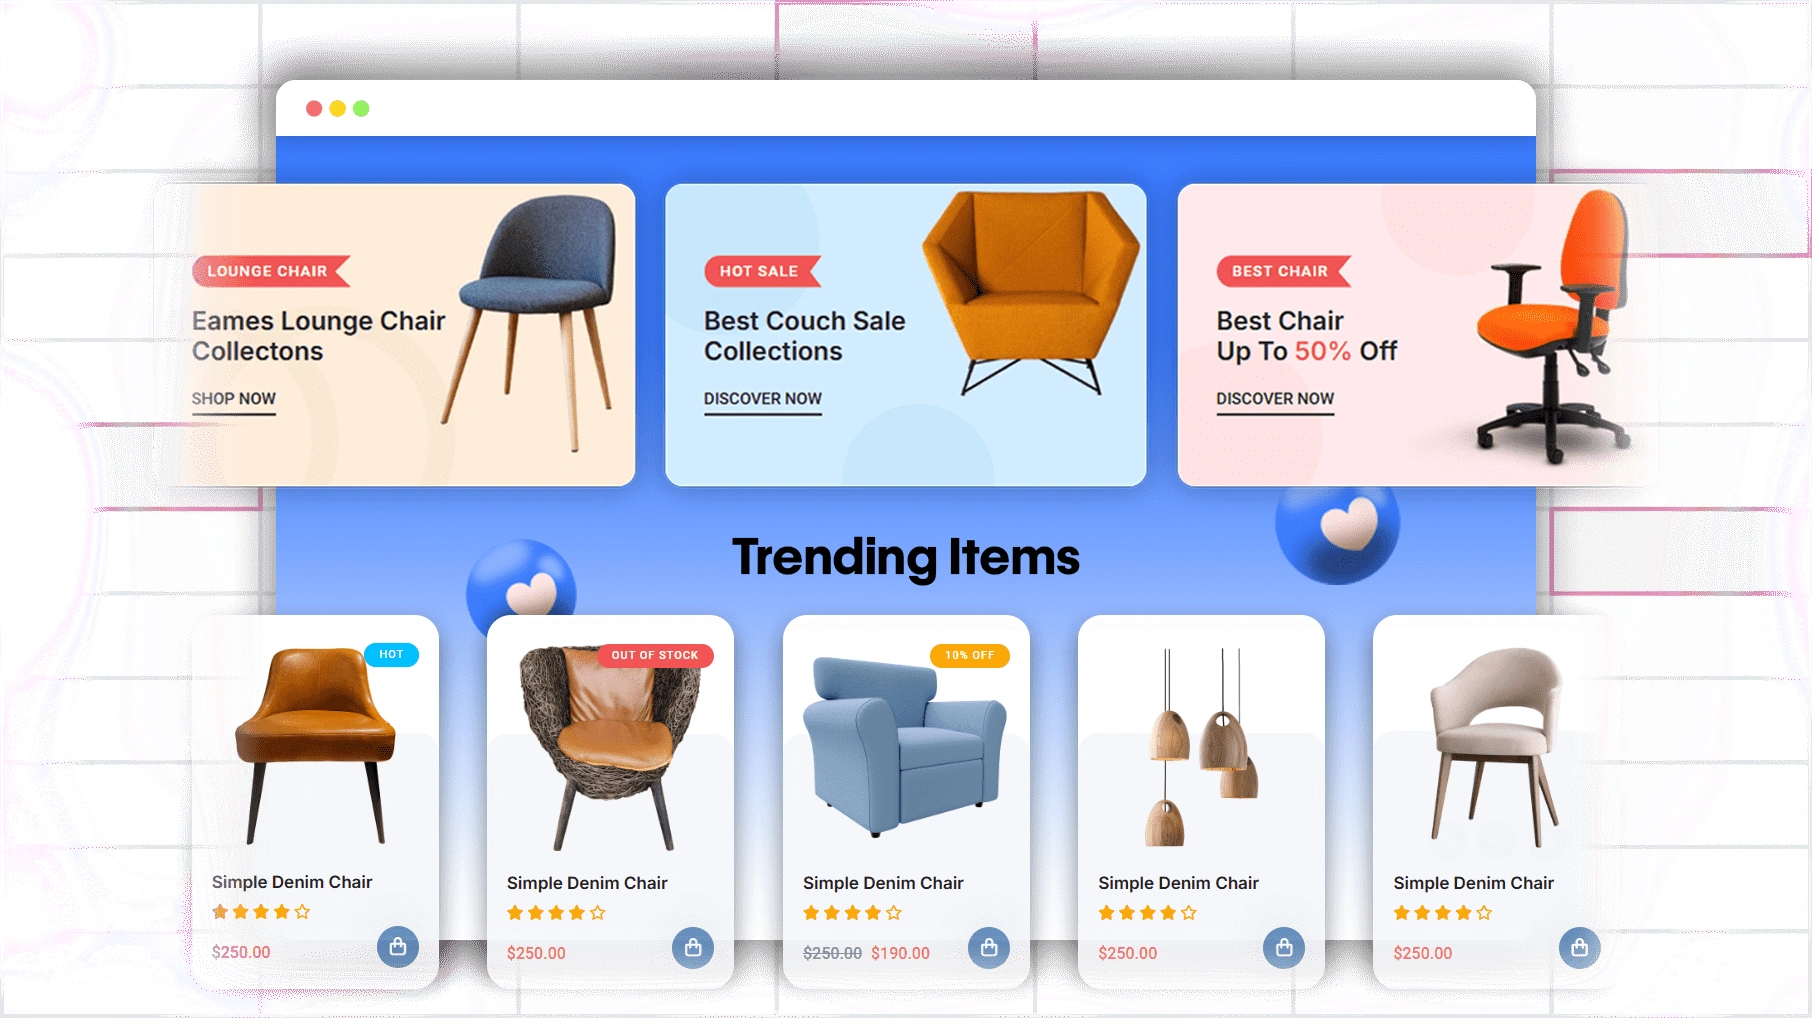 LOUNGE CHAIR
Eames Lounge Chair
Collectons
SHOP NOW
HOT SALE
Best Couch Sale
Collections
DISCOVER NOW
BEST CHAIR
Best Chair
Up To 50% Off
DISCOVER NOW
Trending Items
HOT
Simple Denim Chair
$250.00
OUT OF STOCK
Simple Denim Chair
$250.00
10% OFF
Simple Denim Chair
$250.00 $190.00
Simple Denim Chair
$250.00
Simple Denim Chair
$250.00